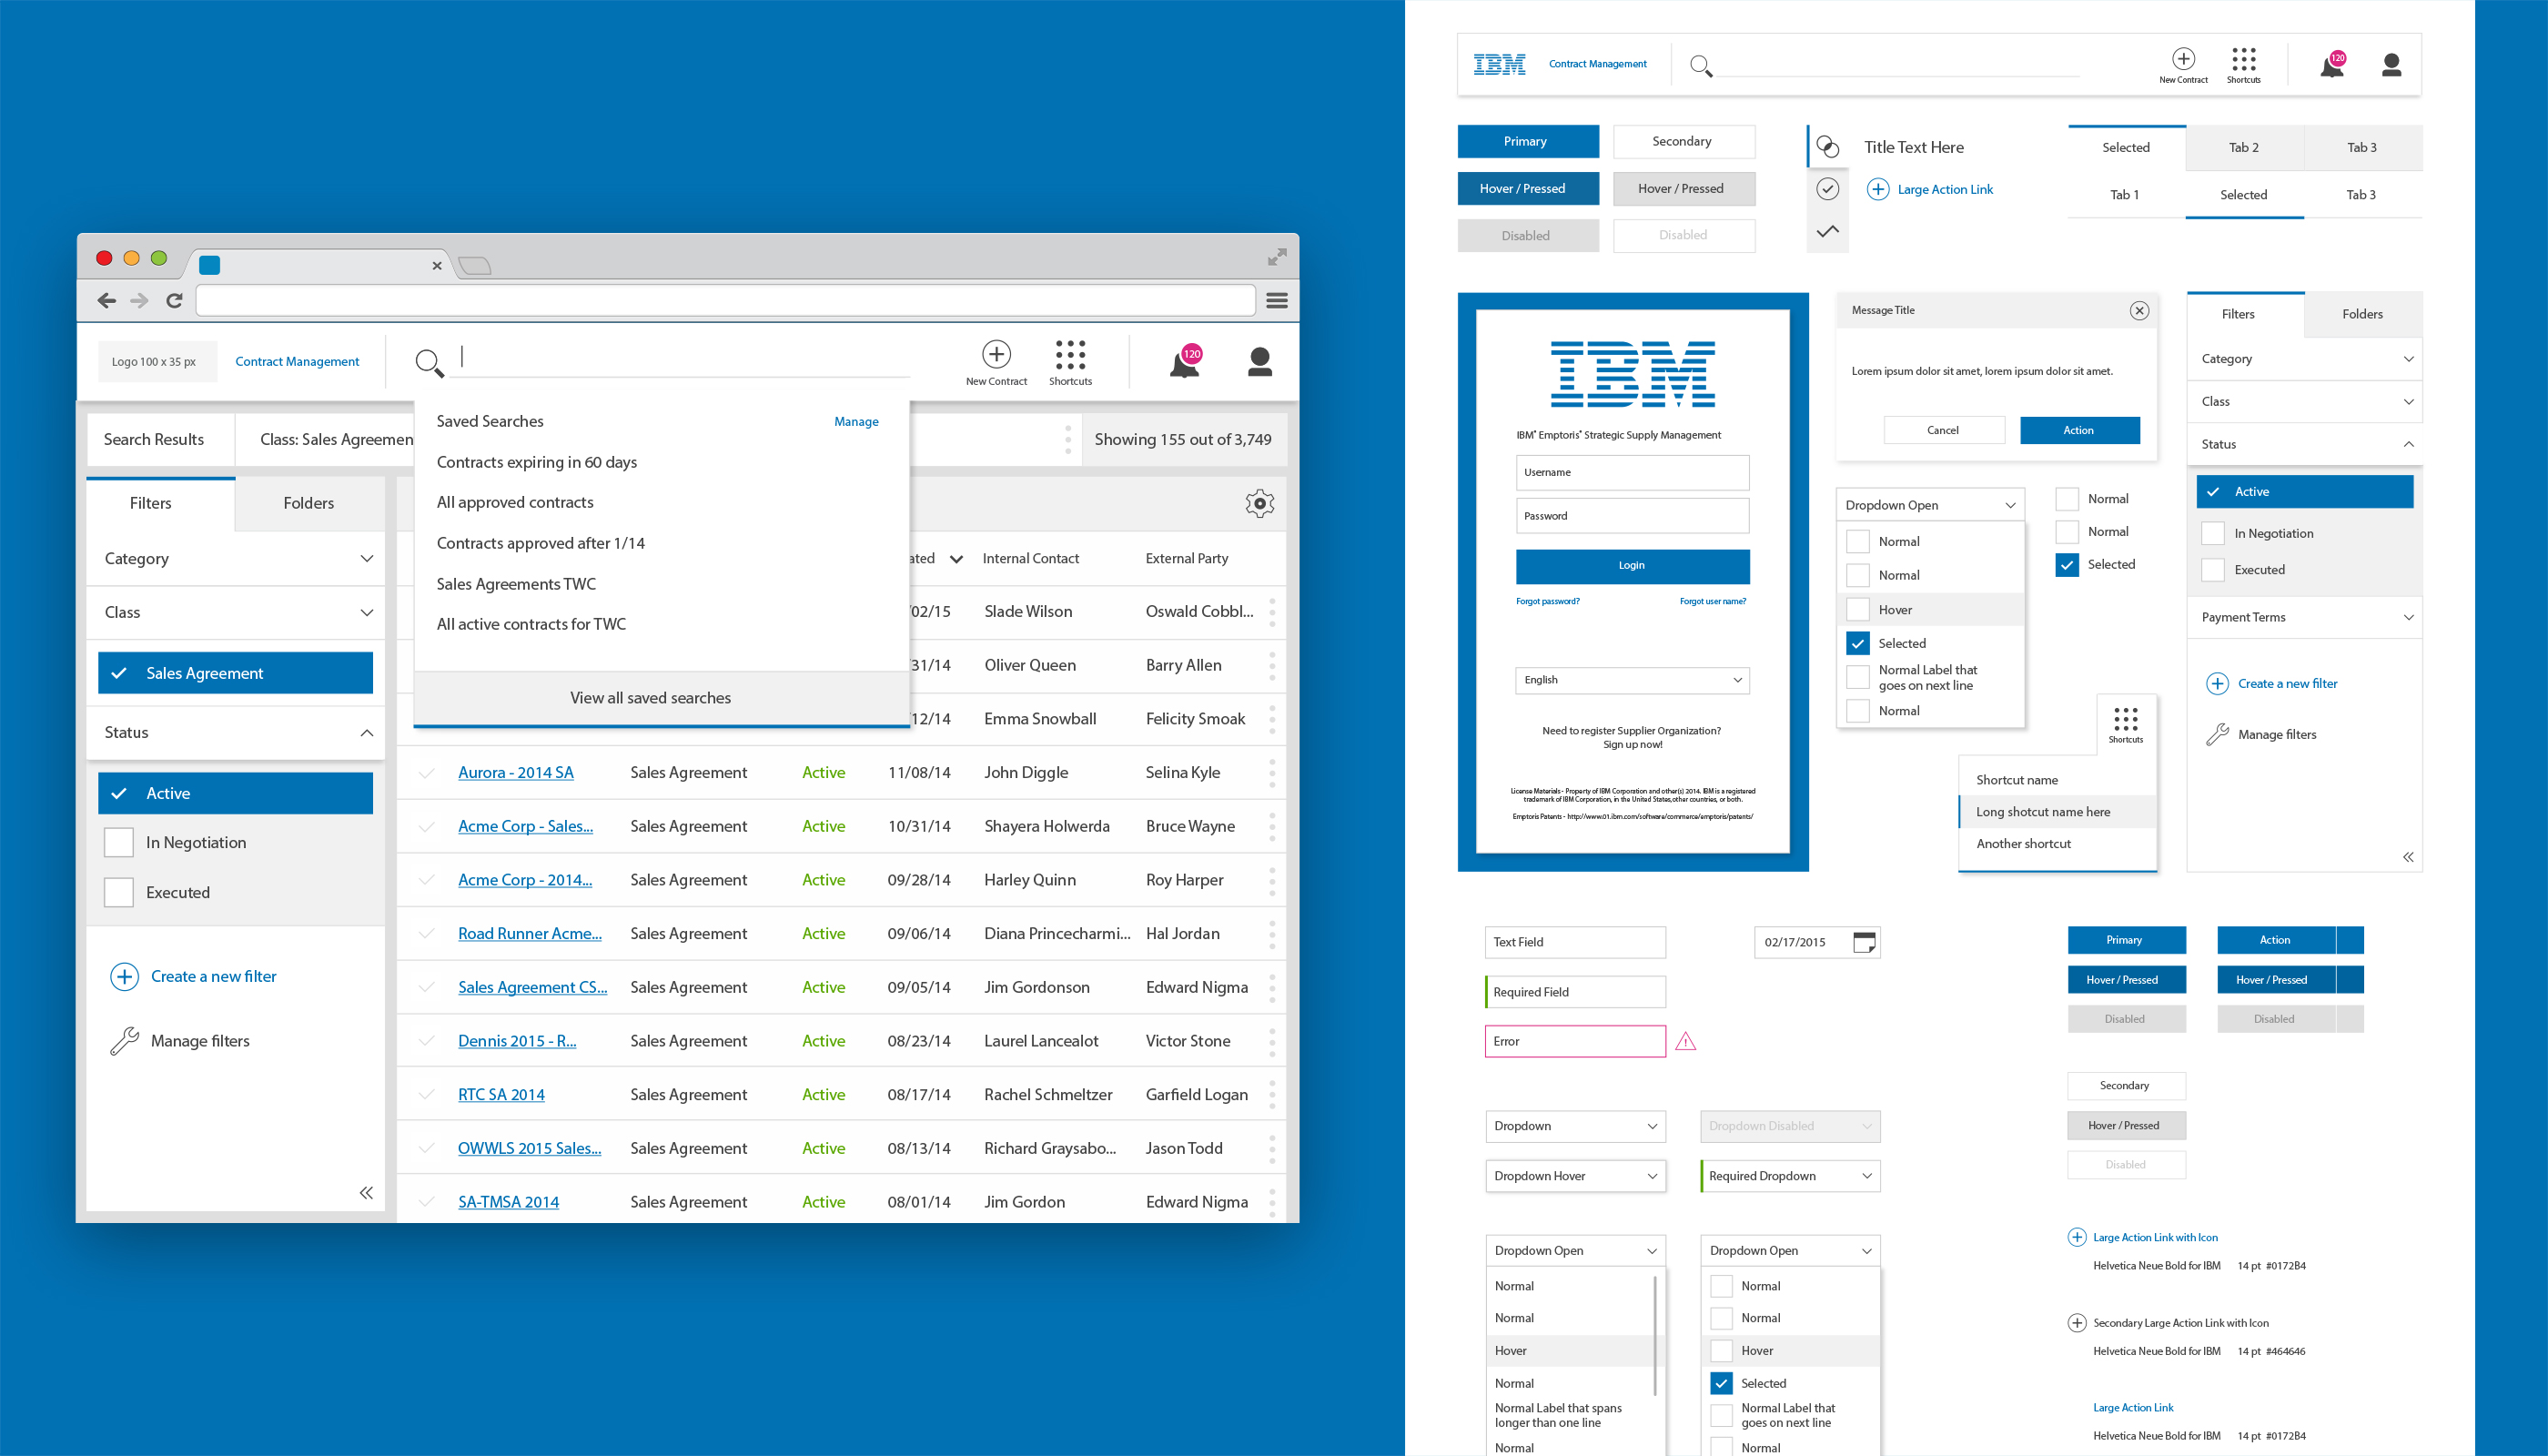 Logo 100 x 35 px
Contract Management
New Contract
Shortcuts
120
Search Results
Class: Sales Agreemen
Showing 155 out of 3,749
Saved Searches
Manage
Contracts expiring in 60 days
All approved contracts
Contracts approved after 1/14
Sales Agreements TWC
All active contracts for TWC
View all saved searches
Filters
Folders
Category
Class
Sales Agreement
Status
Active
In Negotiation
Executed
Create a new filter
Manage filters
ated Internal Contact External Party
/02/15 Slade Wilson Oswald Cobbl...
31/14 Oliver Queen Barry Allen
/12/14 Emma Snowball Felicity Smoak
Aurora - 2014 SA Sales Agreement Active 11/08/14 John Diggle Selina Kyle
Acme Corp - Sales... Sales Agreement Active 10/31/14 Shayera Holwerda Bruce Wayne
Acme Corp - 2014... Sales Agreement Active 09/28/14 Harley Quinn Roy Harper
Road Runner Acme... Sales Agreement Active 09/06/14 Diana Princecharmi... Hal Jordan
Sales Agreement CS... Sales Agreement Active 09/05/14 Jim Gordonson Edward Nigma
Dennis 2015 - R... Sales Agreement Active 08/23/14 Laurel Lancealot Victor Stone
RTC SA 2014 Sales Agreement Active 08/17/14 Rachel Schmeltzer Garfield Logan
OWWLS 2015 Sales... Sales Agreement Active 08/13/14 Richard Graysabo... Jason Todd
SA-TMSA 2014 Sales Agreement Active 08/01/14 Jim Gordon Edward Nigma
IBM
Contract Management
New Contract
Shortcuts
120
Primary
Secondary
Hover / Pressed
Hover / Pressed
Disabled
Disabled
Title Text Here
Large Action Link
Selected Tab 2 Tab 3
Tab 1 Selected Tab 3
IBM
IBM® Emptoris® Strategic Supply Management
Username
Password
Login
Forgot password?
Forgot user name?
English
Need to register Supplier Organization?
Sign up now!
License Materials - Property of IBM Corporation and other(s) 2014. IBM is a registered
trademark of IBM Corporation, in the United States, other countries, or both.
Emptoris Patents - http://www.01.ibm.com/software/commerce/emptoris/patents/
Message Title
Lorem ipsum dolor sit amet, lorem ipsum dolor sit amet.
Cancel
Action
Dropdown Open
Normal
Normal
Hover
Selected
Normal Label that
goes on next line
Normal
Normal
Normal
Selected
Shortcuts
Shortcut name
Long shotcut name here
Another shortcut
Filters
Folders
Category
Class
Status
Active
In Negotiation
Executed
Payment Terms
Create a new filter
Manage filters
Text Field
02/17/2015
Required Field
Error
Dropdown
Dropdown Disabled
Dropdown Hover
Required Dropdown
Dropdown Open
Normal
Normal
Hover
Normal
Normal Label that spans
longer than one line
Normal
Dropdown Open
Normal
Normal
Hover
Selected
Normal Label that
goes on next line
Normal
Primary
Action
Hover / Pressed
Hover / Pressed
Disabled
Disabled
Secondary
Hover / Pressed
Disabled
Large Action Link with Icon
Helvetica Neue Bold for IBM 14 pt #0172B4
Secondary Large Action Link with Icon
Helvetica Neue Bold for IBM 14 pt #464646
Large Action Link
Helvetica Neue Bold for IBM 14 pt #0172B4